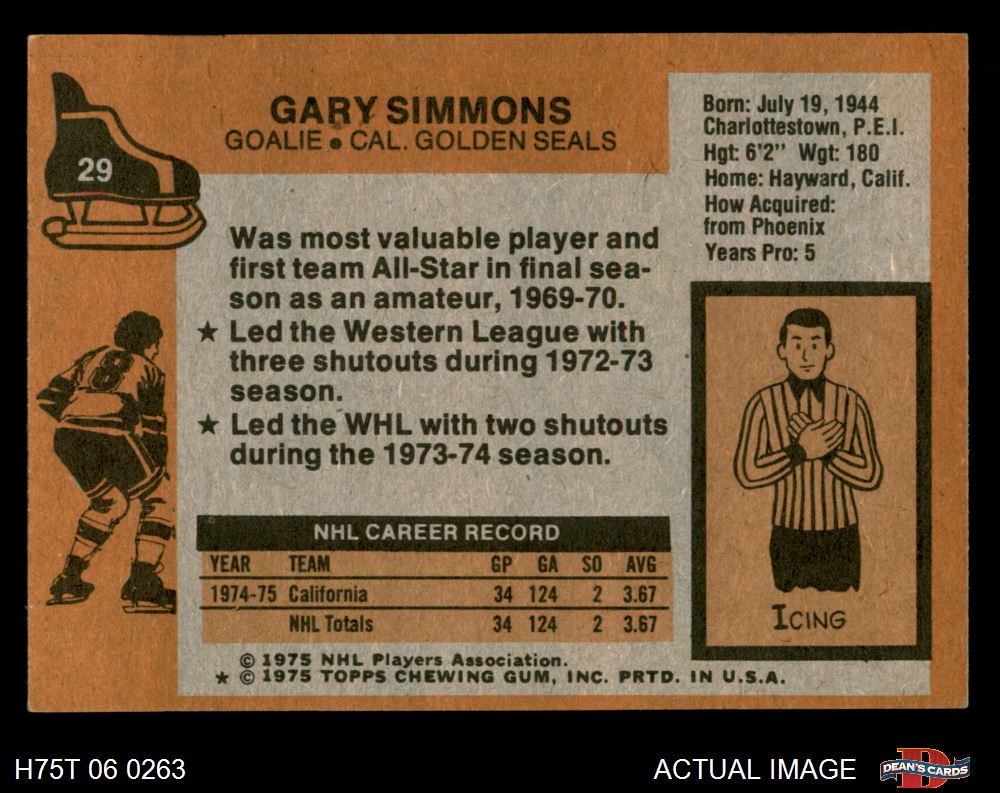 29
GARY SIMMONS
GOALIE • CAL. GOLDEN SEALS
Born: July 19, 1944
Charlottestown, P.E.I.
Hgt: 6'2" Wgt: 180
Home: Hayward, Calif.
How Acquired:
from Phoenix
Years Pro: 5
Was most valuable player and
first team All-Star in final sea-
son as an amateur, 1969-70.
★ Led the Western League with
three shutouts during 1972-73
season.
★ Led the WHL with two shutouts
during the 1973-74 season.
8
NHL CAREER RECORD
YEAR TEAM GP GA SO AVG
1974-75 California 34 124 2 3.67
NHL Totals 34 124 2 3.67
ICING
© 1975 NHL Players Association.
★ © 1975 TOPPS CHEWING GUM, INC. PRTD. IN U.S.A.
H75T 06 0263
ACTUAL IMAGE
D
DEAN'S CARDS